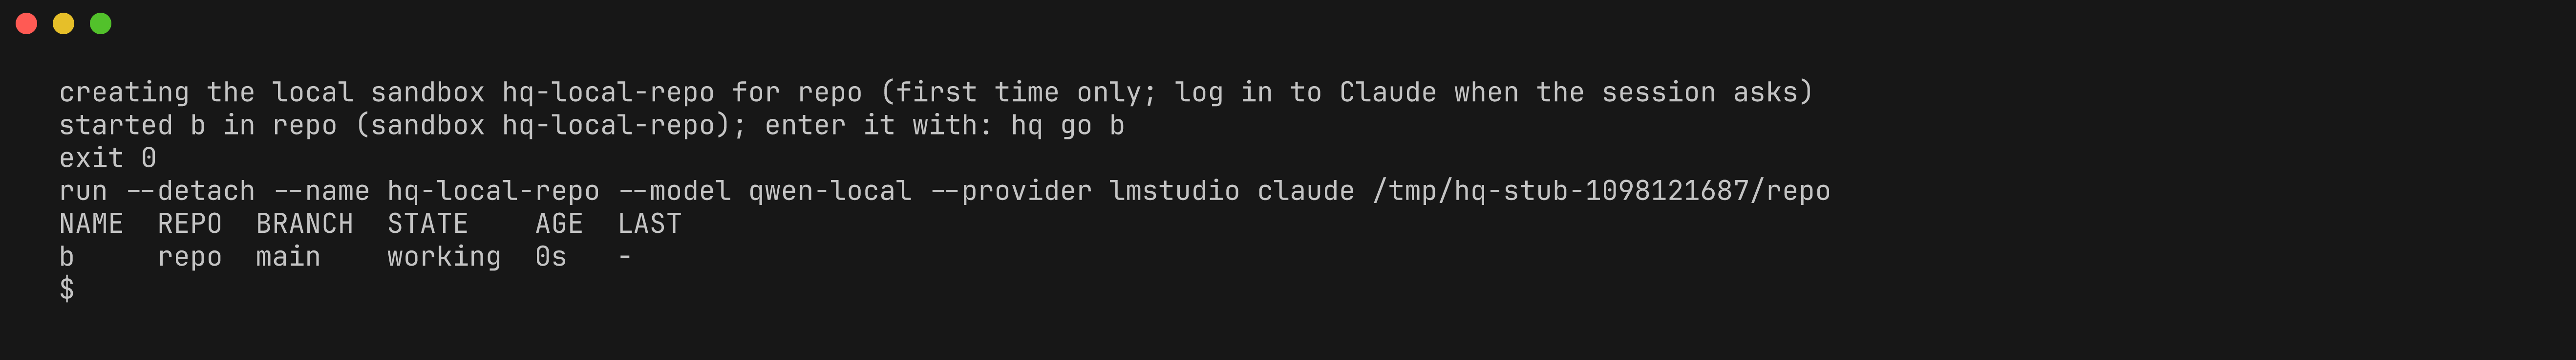 creating the local sandbox hq-local-repo for repo (first time only; log in to Claude when the session asks)
started b in repo (sandbox hq-local-repo); enter it with: hq go b
exit 0
run --detach --name hq-local-repo --model qwen-local --provider lmstudio claude /tmp/hq-stub-1098121687/repo
NAME  REPO  BRANCH  STATE    AGE  LAST
b     repo  main    working  0s   -
$